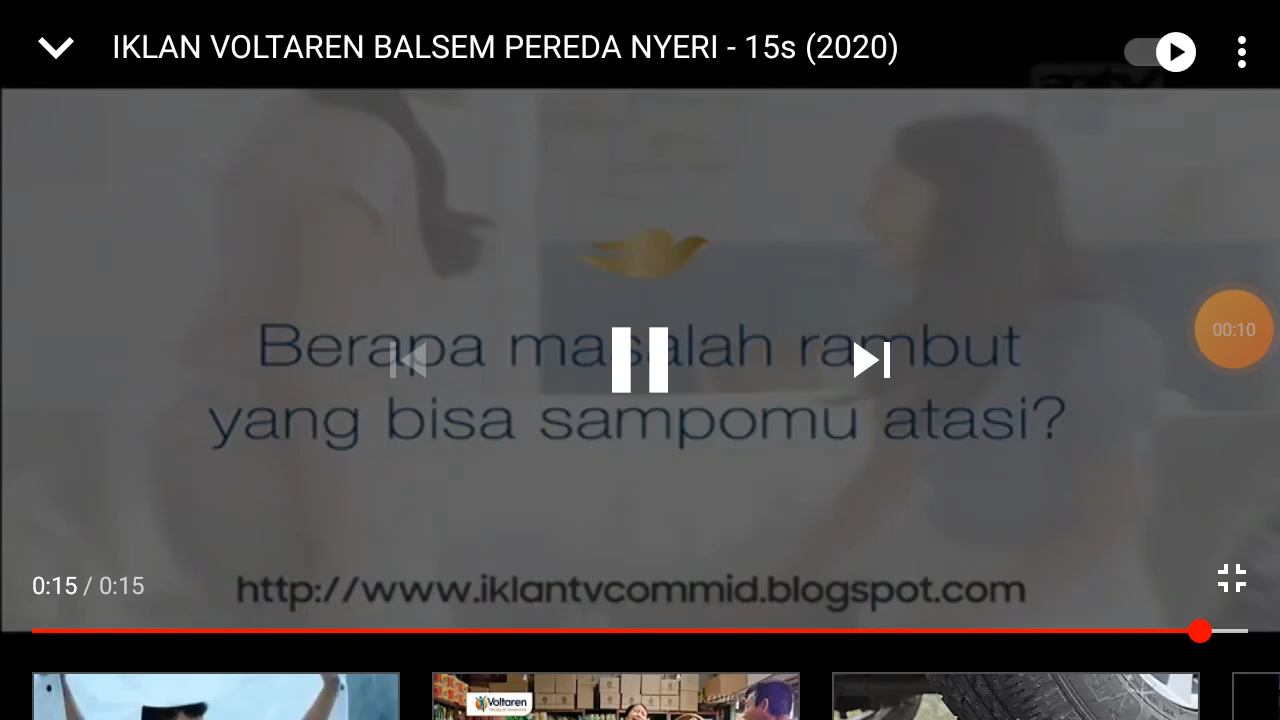 IKLAN VOLTAREN BALSEM PEREDA NYERI - 15s (2020)
Berapa masalah rambut
yang bisa sampomu atasi?
00:10
0:15 / 0:15
http://www.iklantvcommid.blogspot.com
Voltaren